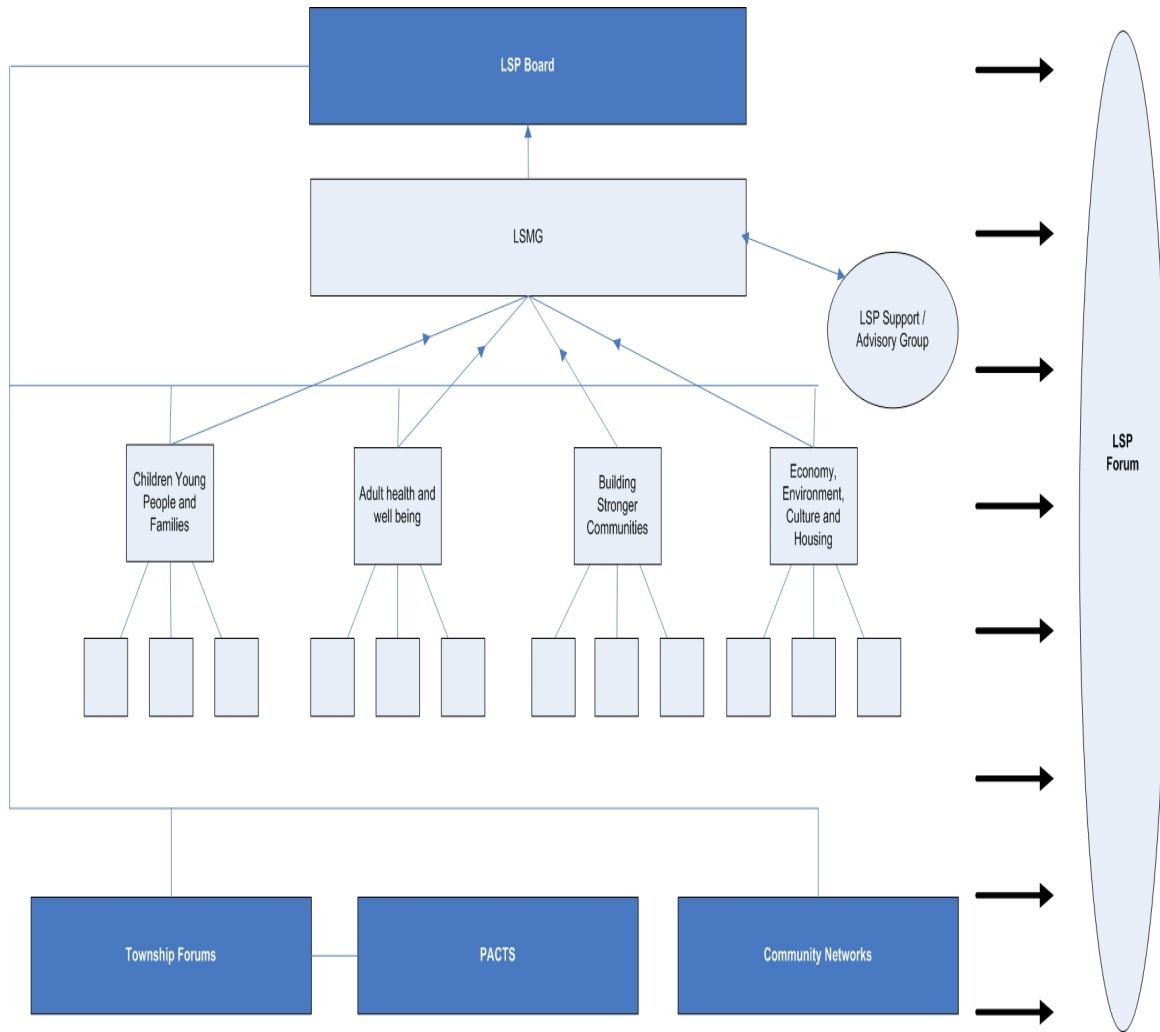 LSP Board
LSMG
LSP Support /
Advisory Group
LSP
Forum
Children Young
People and
Families
Adult health and
well being
Building
Stronger
Communities
Economy,
Environment,
Culture and
Housing
Township Forums
PACTS
Community Networks